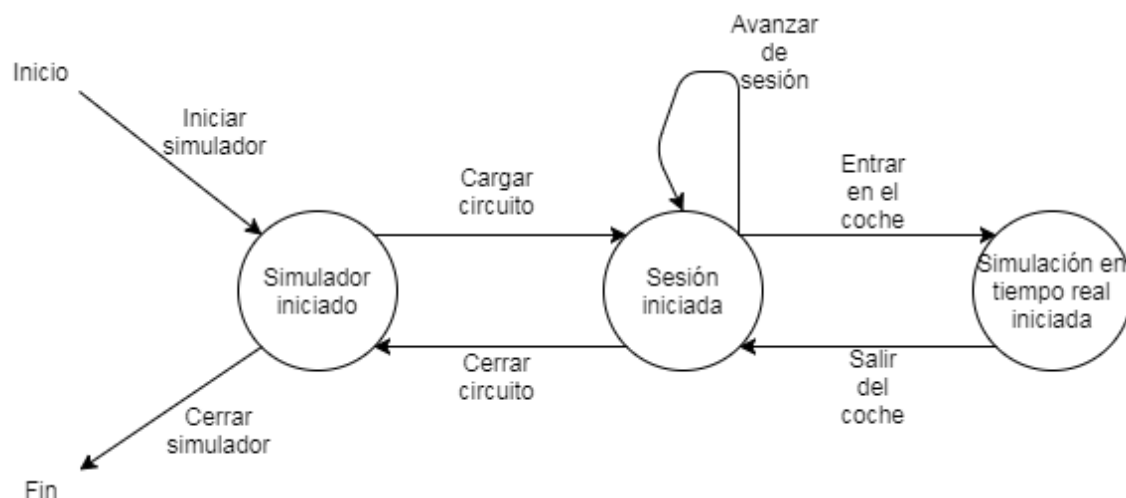 Avanzar
de
sesión
Inicio
Iniciar
simulador
Cargar
circuito
Entrar
en el
coche
Simulador
iniciado
Sesión
iniciada
Simulación en
tiempo real
iniciada
Cerrar
circuito
Salir
del
coche
Cerrar
simulador
Fin